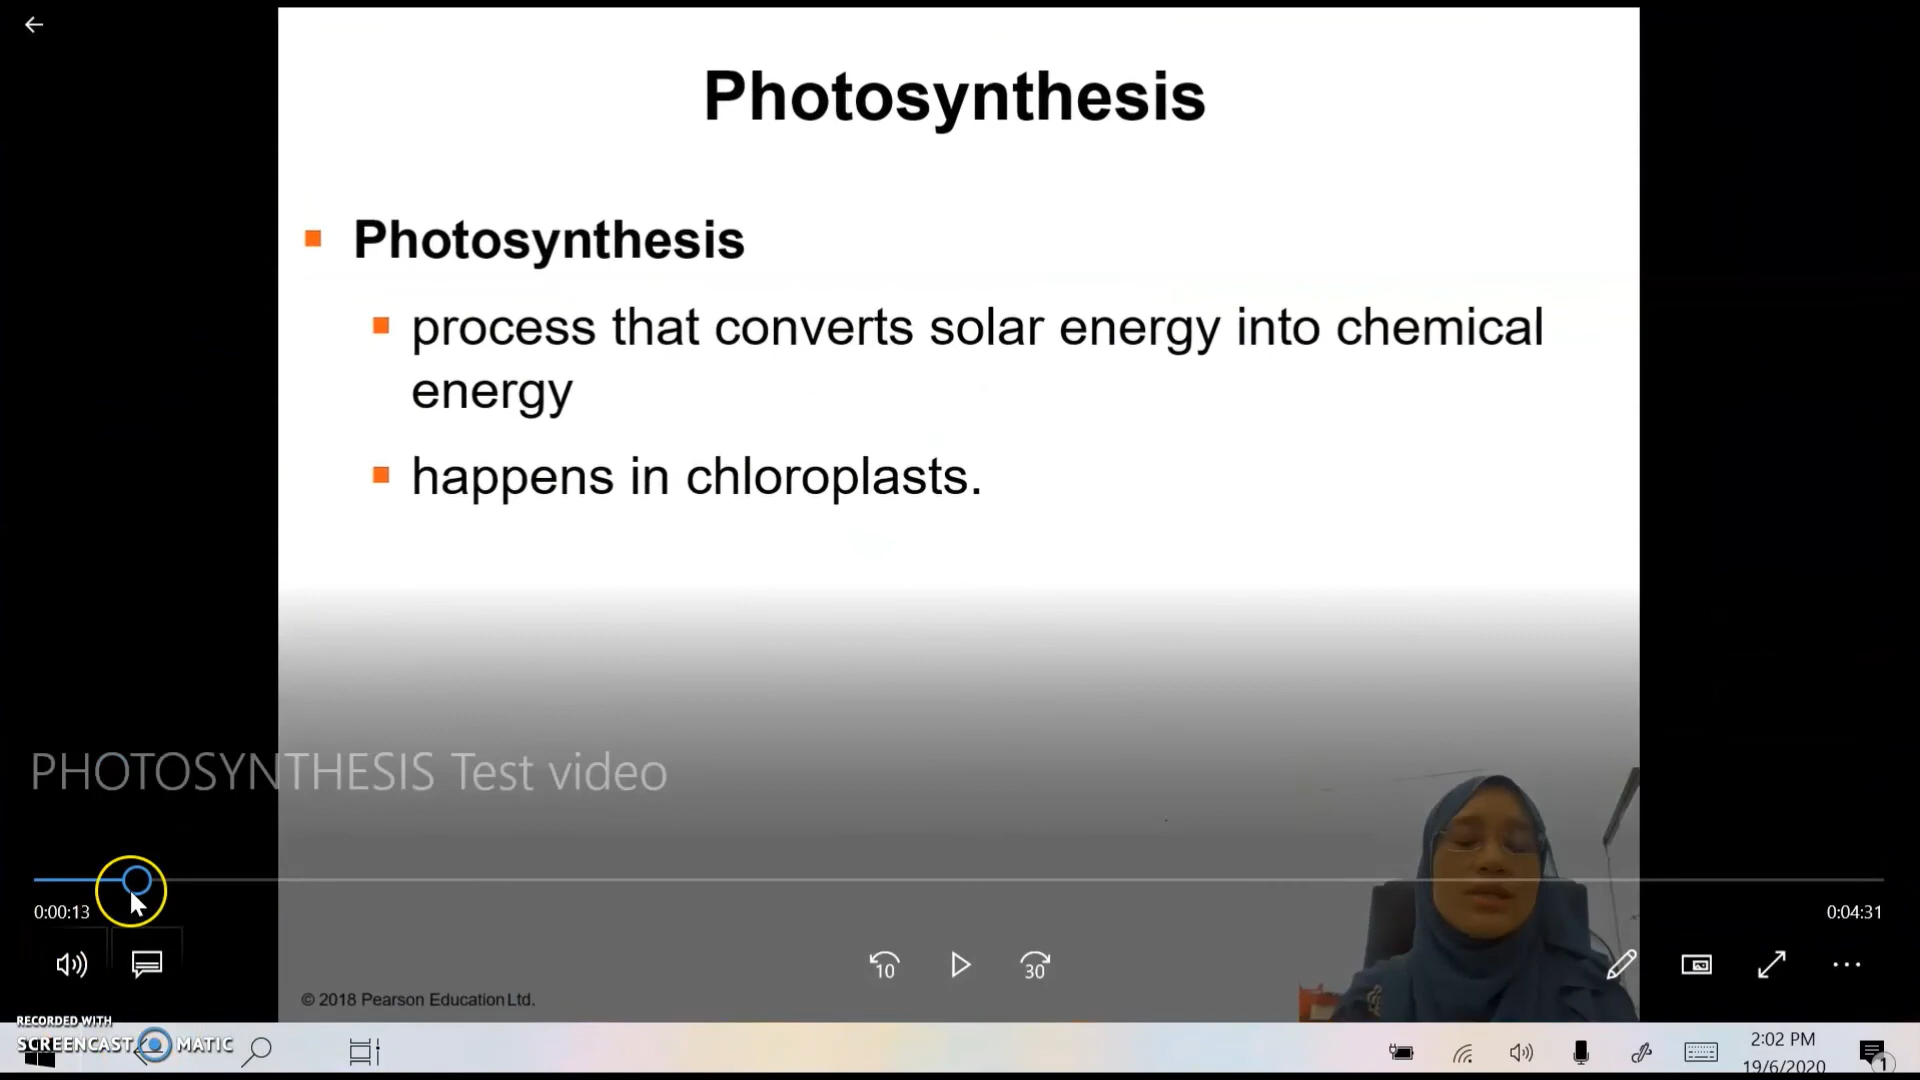 Photosynthesis
Photosynthesis
process that converts solar energy into chemical
energy
happens in chloroplasts.
PHOTOSYNTHESIS Test video
0:00:13
0:04:31
10
30
© 2018 Pearson Education Ltd.
RECORDED WITH
SCREENCAST MATIC
2:02 PM
19/6/2020
1